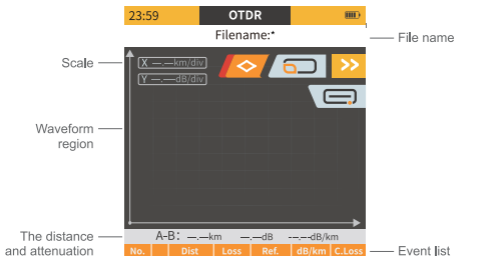 23:59 OTDR
Filename:*
File name
Scale
X —.—km/div
Y —.—dB/div
Waveform
region
The distance
and attenuation
A-B: —.—km —.—dB —.—dB/km
No. Dist Loss Ref. dB/km C.Loss
Event list